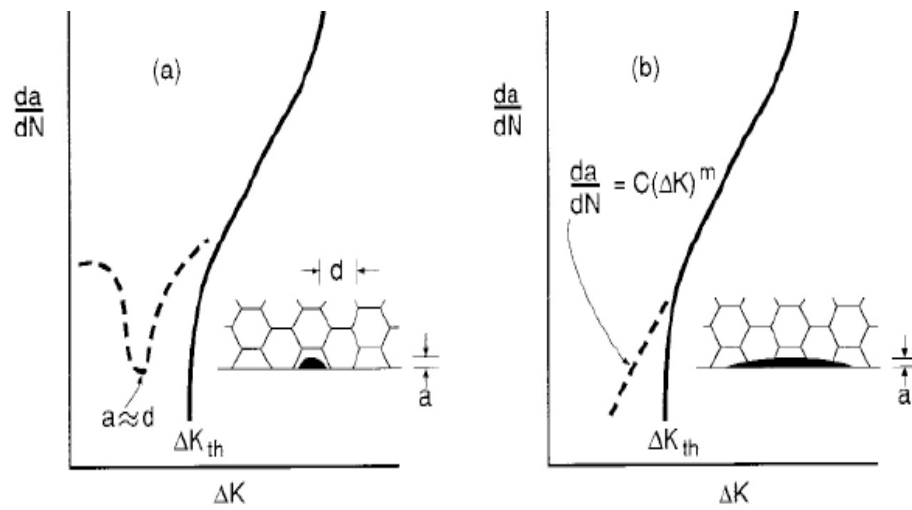 (a)
da
dN
d
a
a≈d
ΔK th
ΔK
(b)
da
dN
da
dN = C(ΔK) m
a
ΔK th
ΔK